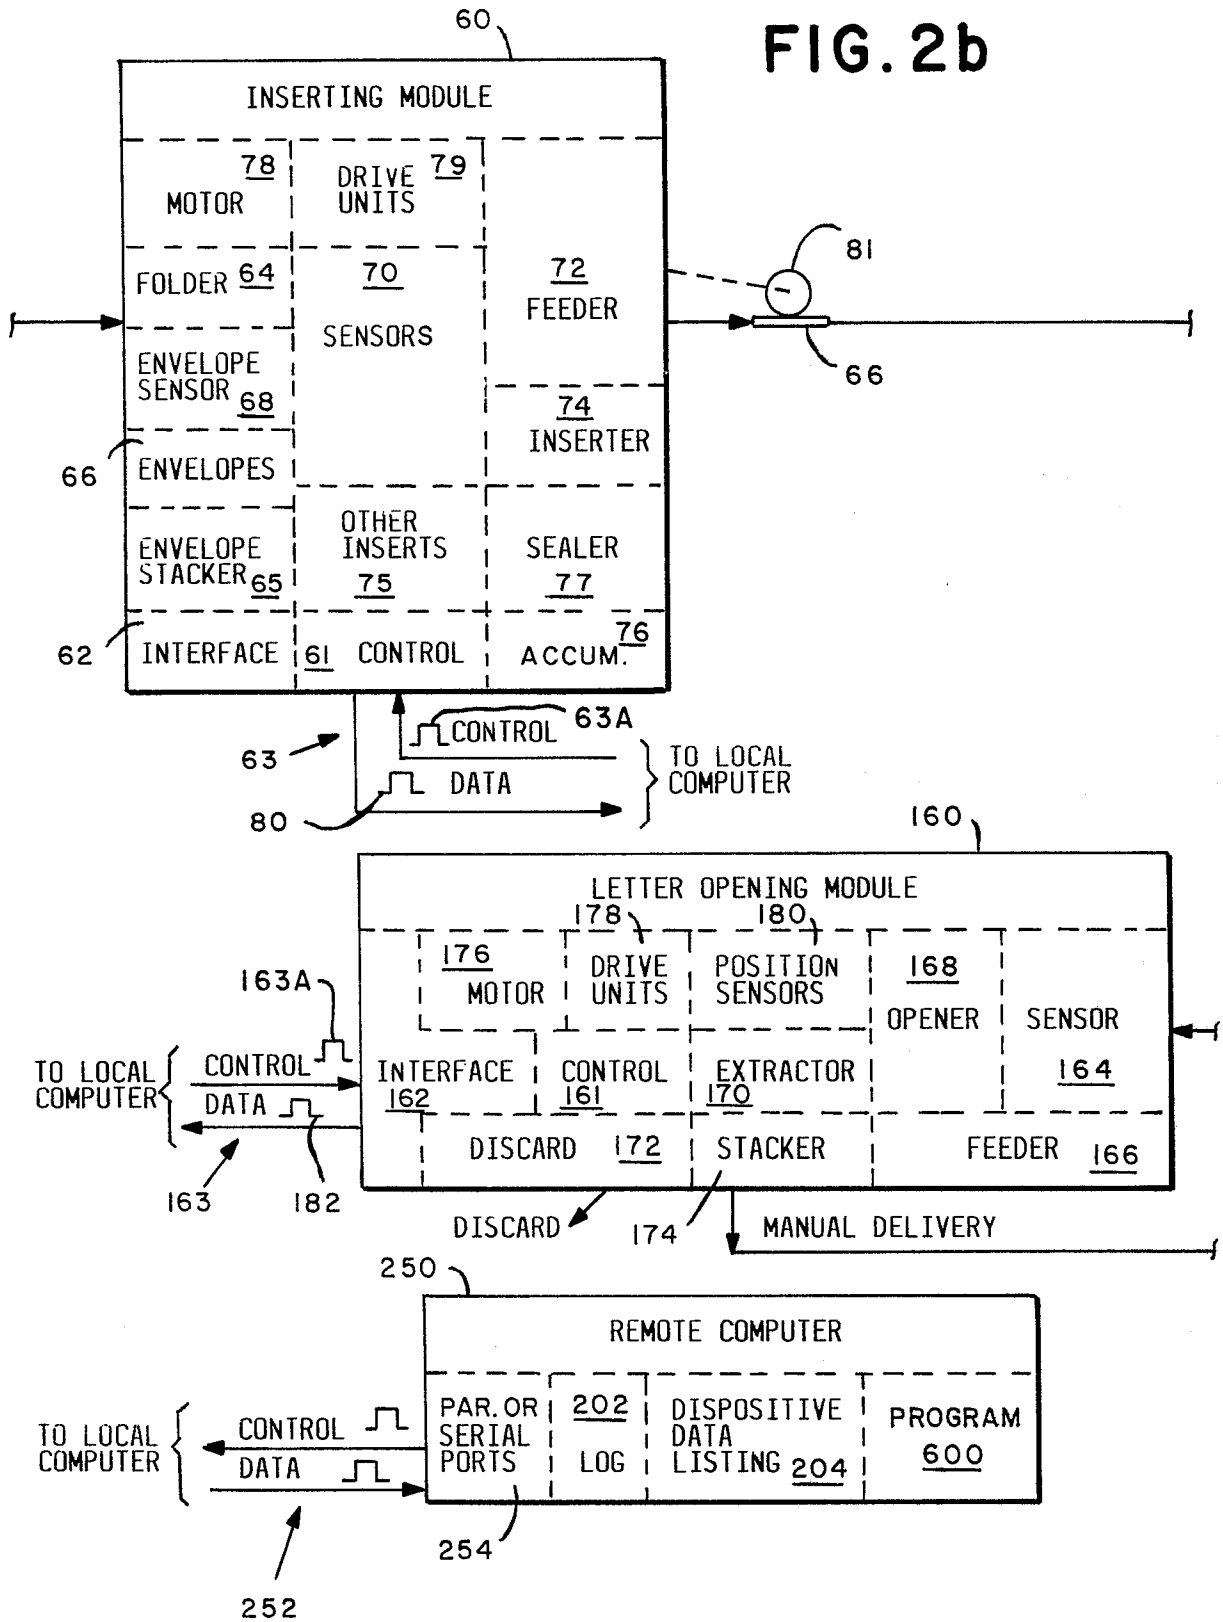 60
FIG. 2b
INSERTING MODULE
78
MOTOR
DRIVE
UNITS
79
FOLDER 64
70
SENSORS
72
FEEDER
81
66
ENVELOPE
SENSOR
68
74
INSERTER
66
ENVELOPES
OTHER
INSERTS
75
SEALER
77
ENVELOPE
STACKER
65
62
INTERFACE
61 CONTROL
76
ACCUM.
63
63A
CONTROL
DATA
80
TO LOCAL
COMPUTER
160
LETTER OPENING MODULE
178
180
176
MOTOR
DRIVE
UNITS
POSITION
SENSORS
168
OPENER
SENSOR
164
163A
TO LOCAL
COMPUTER
CONTROL
DATA
163
182
INTERFACE
162
CONTROL
161
EXTRACTOR
170
DISCARD 172
STACKER
FEEDER 166
DISCARD
174
MANUAL DELIVERY
250
REMOTE COMPUTER
TO LOCAL
COMPUTER
CONTROL
DATA
252
PAR. OR
SERIAL
PORTS
254
202
LOG
DISPOSITIVE
DATA
LISTING 204
PROGRAM
600